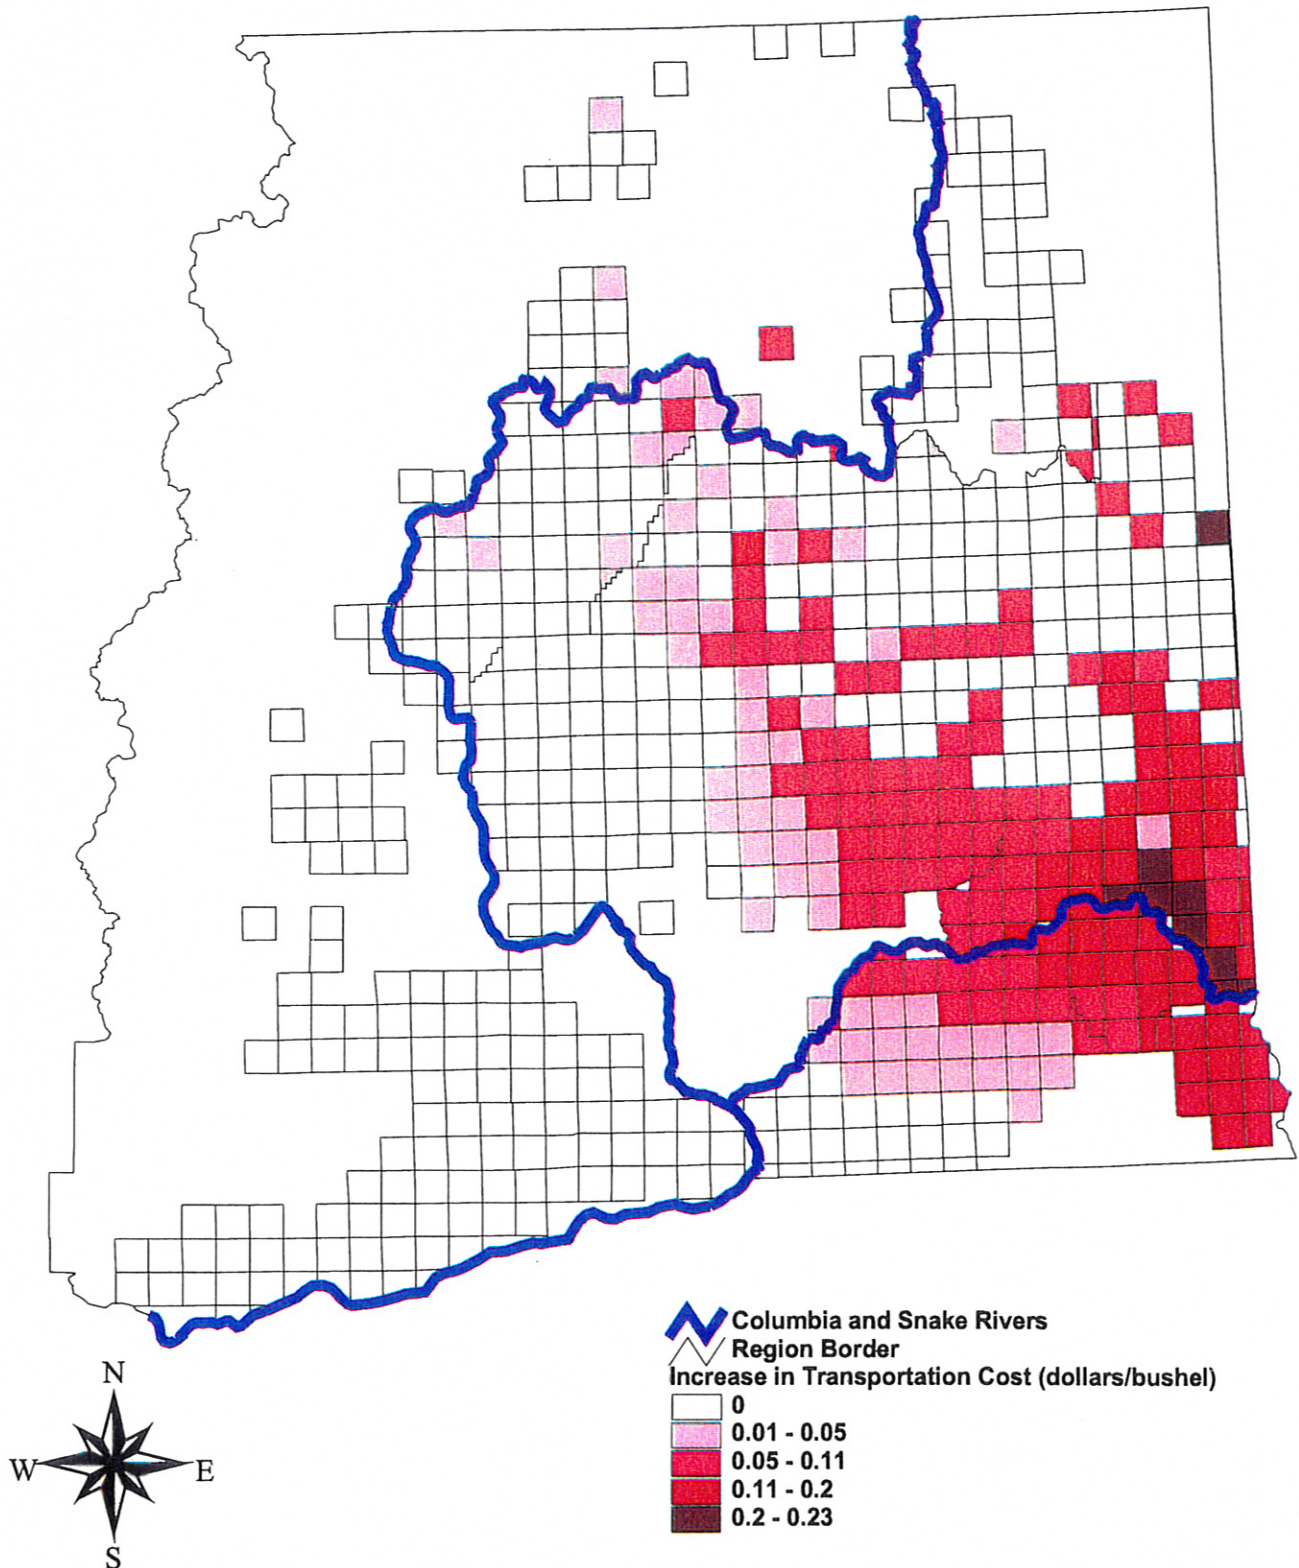 Columbia and Snake Rivers
Region Border
Increase in Transportation Cost (dollars/bushel)
0
0.01 - 0.05
0.05 - 0.11
0.11 - 0.2
0.2 - 0.23
N
W E
S